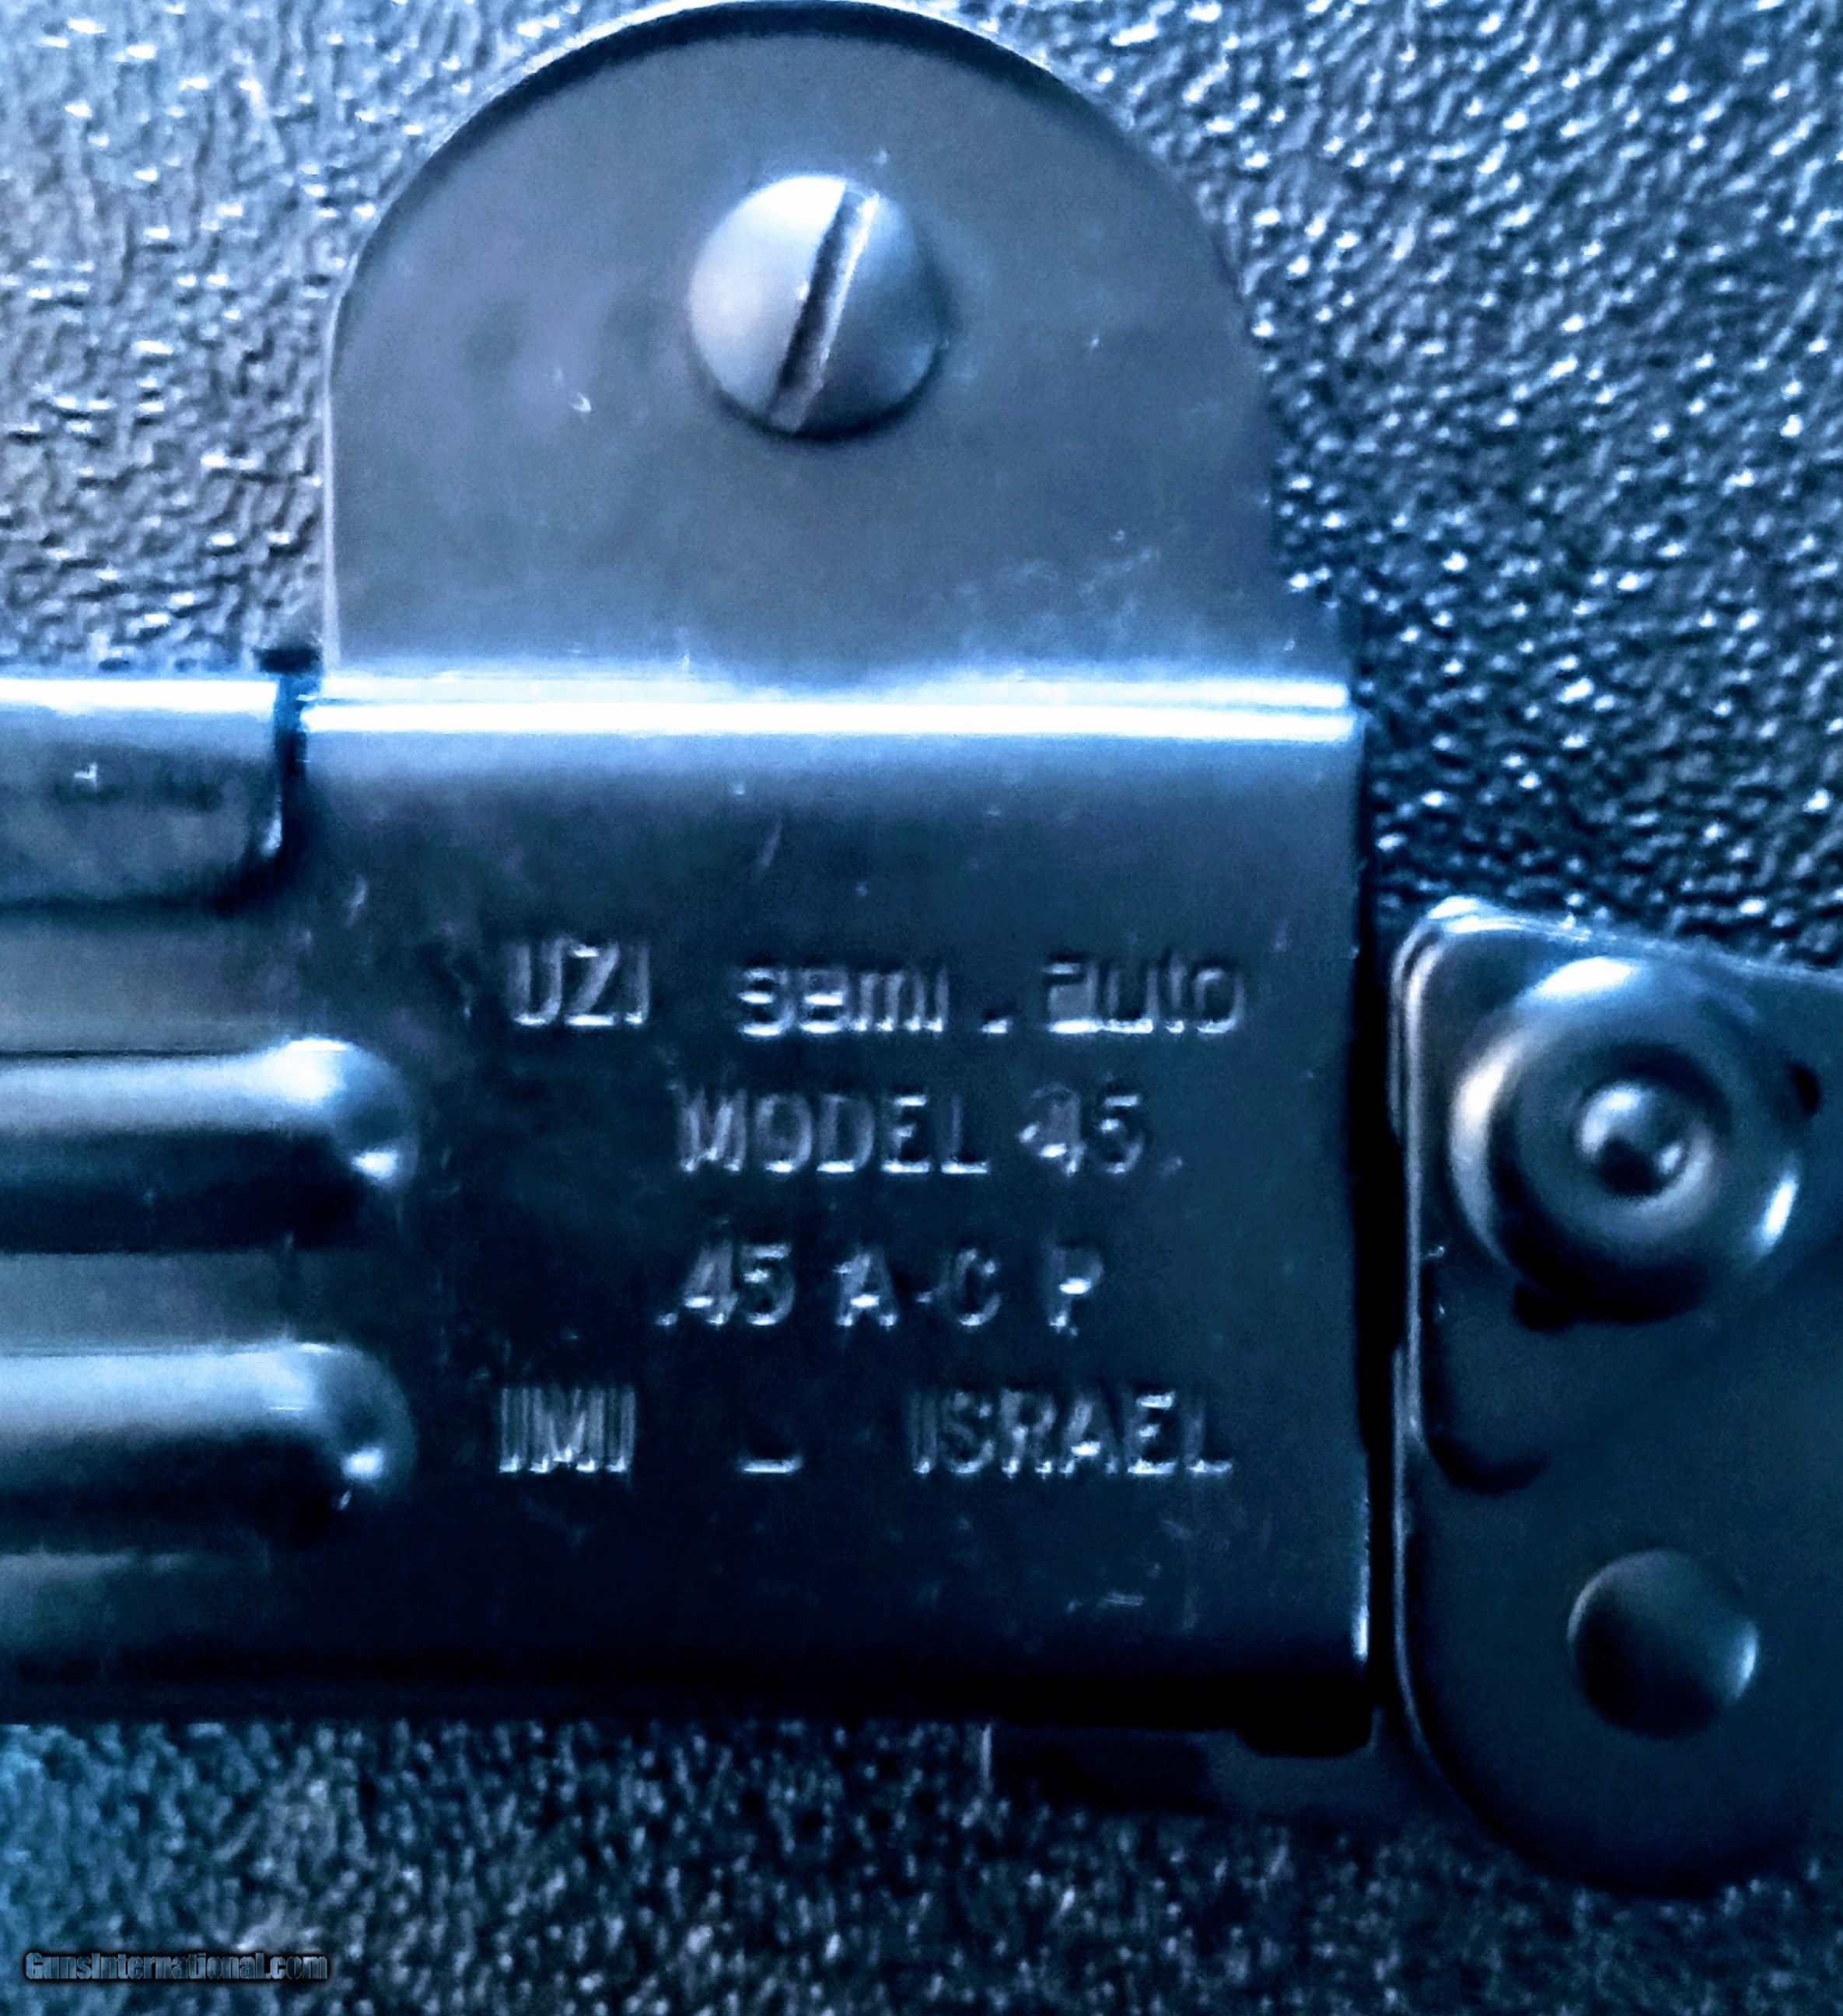 UZI semi . auto
MODEL 45
.45 A C P
IMI - ISRAEL
GunsInternational.com